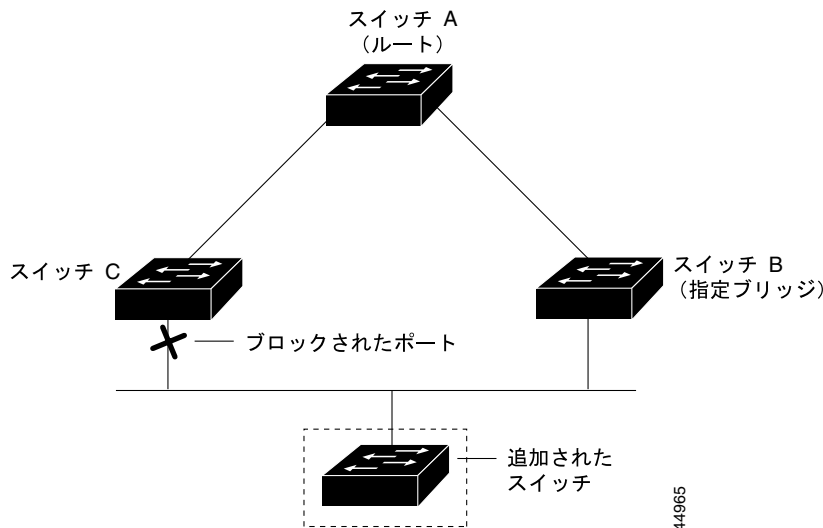 スイッチ A
（ルート）
スイッチ C
スイッチ B
（指定ブリッジ）
ブロックされたポート
追加された
スイッチ
44965